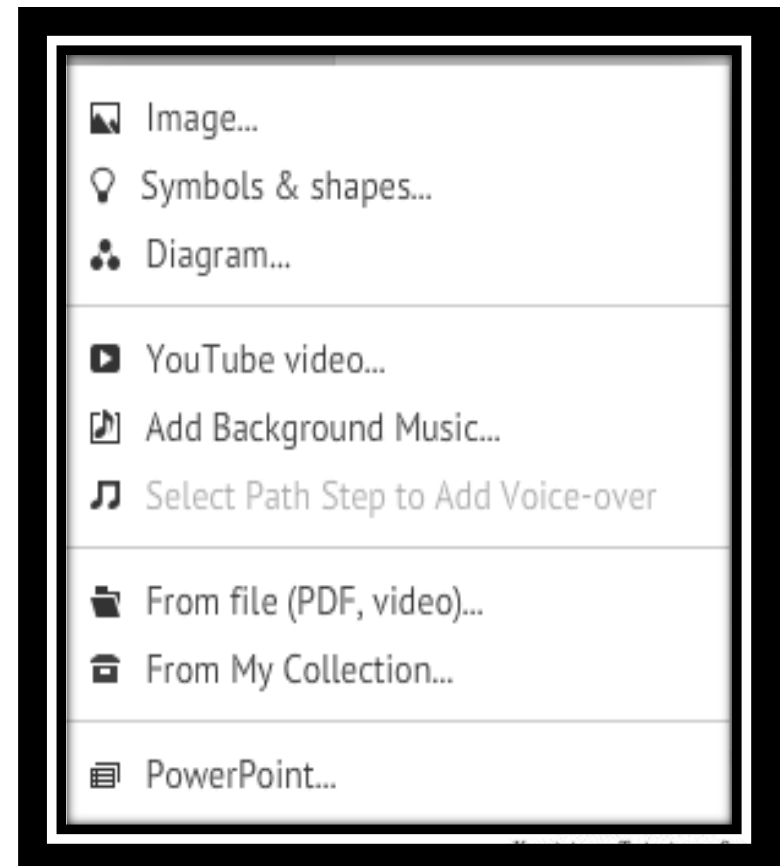 Image...
Symbols & shapes...
Diagram...
YouTube video...
Add Background Music...
Select Path Step to Add Voice-over
From file (PDF, video)...
From My Collection...
PowerPoint...